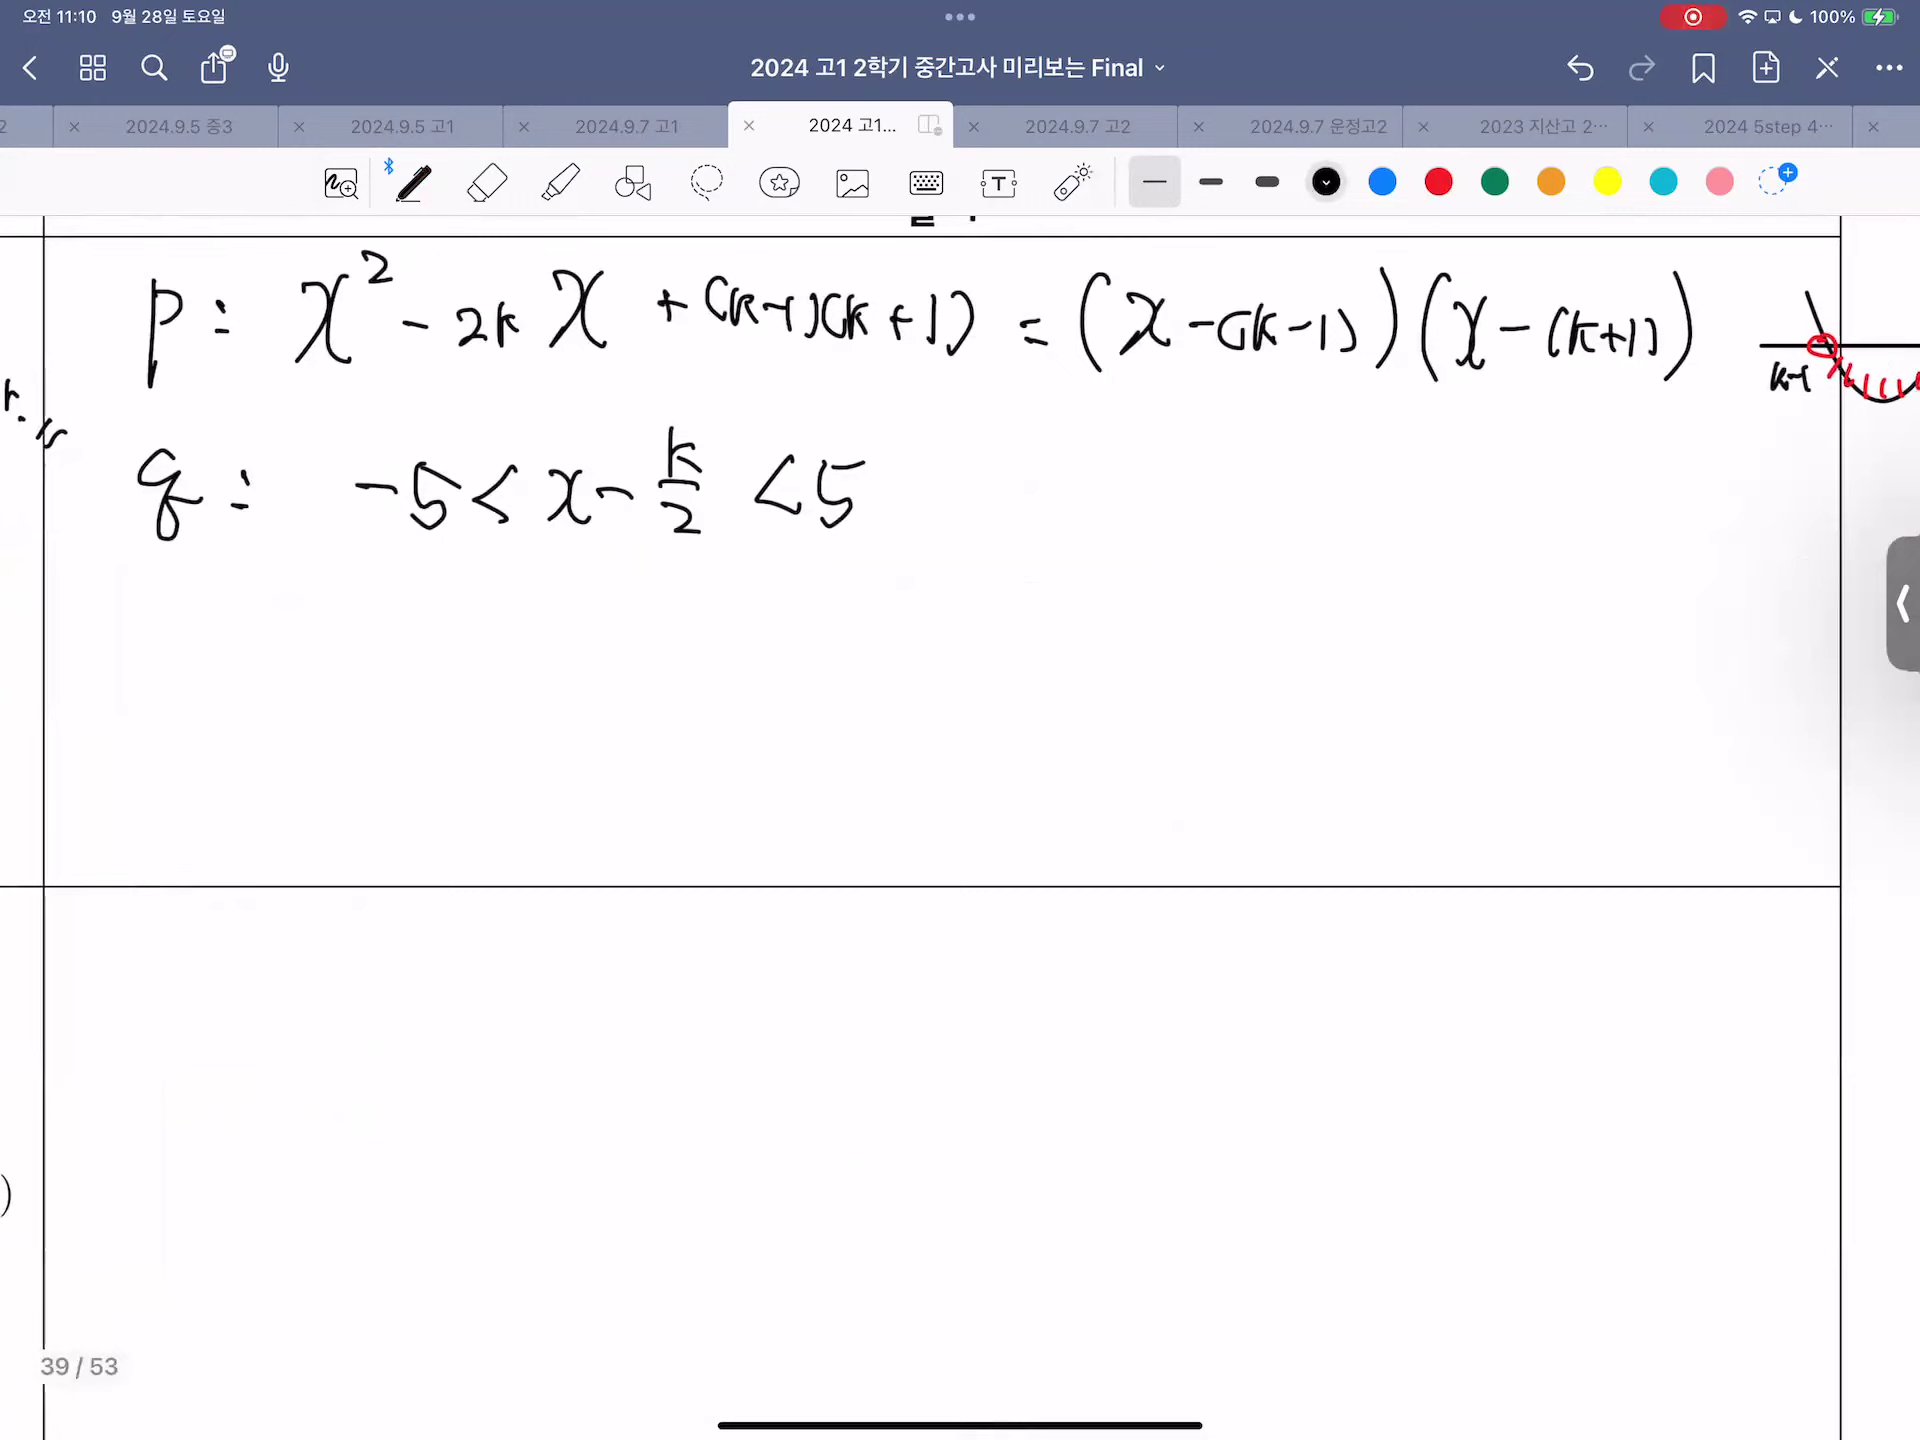 오전 11:10 9월 28일 토요일
100%
2024 고1 2학기 중간고사 미리보는 Final
2 2024.9.5 중3 2024.9.5 고1 2024.9.7 고1 2024 고1... 2024.9.7 고2 2024.9.7 운정고2 2023 지산고 2... 2024 5step 4...
T
p: x² - 2k x + (k-1)(k+1) = (x-(k-1))(x-(k+1))
k-1
q: -5 < x - k/2 < 5
)
39 / 53